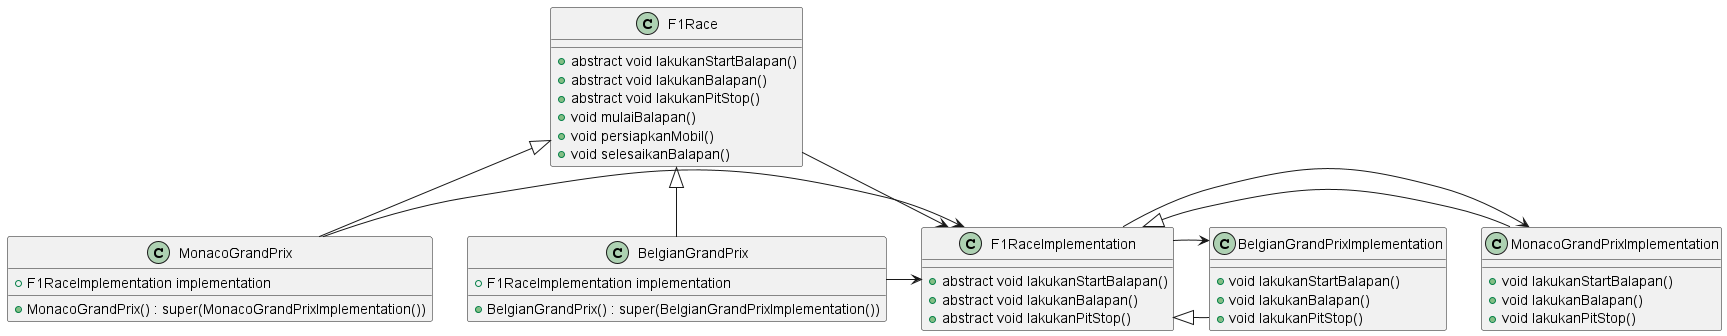 C F1Race
abstract void lakukanStartBalapan()
abstract void lakukanBalapan()
abstract void lakukanPitStop()
void mulaiBalapan()
void persiapkanMobil()
void selesaikanBalapan()
C MonacoGrandPrix
F1RaceImplementation implementation
MonacoGrandPrix() : super(MonacoGrandPrixImplementation())
C BelgianGrandPrix
F1RaceImplementation implementation
BelgianGrandPrix() : super(BelgianGrandPrixImplementation())
C F1RaceImplementation
abstract void lakukanStartBalapan()
abstract void lakukanBalapan()
abstract void lakukanPitStop()
C BelgianGrandPrixImplementation
void lakukanStartBalapan()
void lakukanBalapan()
void lakukanPitStop()
C MonacoGrandPrixImplementation
void lakukanStartBalapan()
void lakukanBalapan()
void lakukanPitStop()